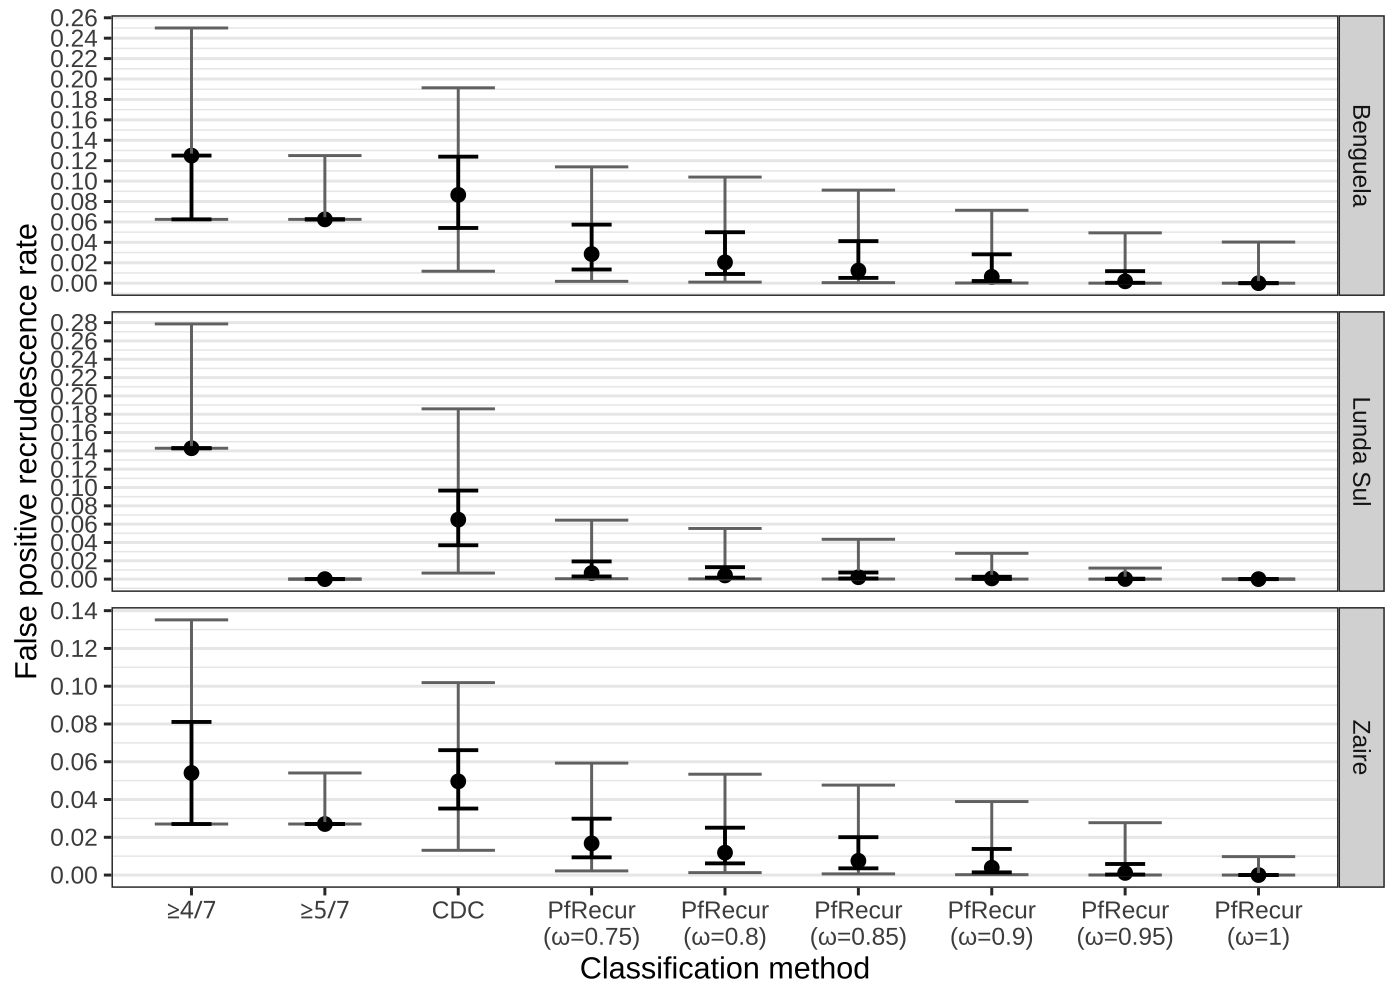 False positive recrudescence rate
0.26
0.24
0.22
0.20
0.18
0.16
0.14
0.12
0.10
0.08
0.06
0.04
0.02
0.00
Benguela
0.28
0.26
0.24
0.22
0.20
0.18
0.16
0.14
0.12
0.10
0.08
0.06
0.04
0.02
0.00
Lunda Sul
0.14
0.12
0.10
0.08
0.06
0.04
0.02
0.00
Zaire
≥4/7
≥5/7
CDC
PfRecur
(ω=0.75)
PfRecur
(ω=0.8)
PfRecur
(ω=0.85)
PfRecur
(ω=0.9)
PfRecur
(ω=0.95)
PfRecur
(ω=1)
Classification method